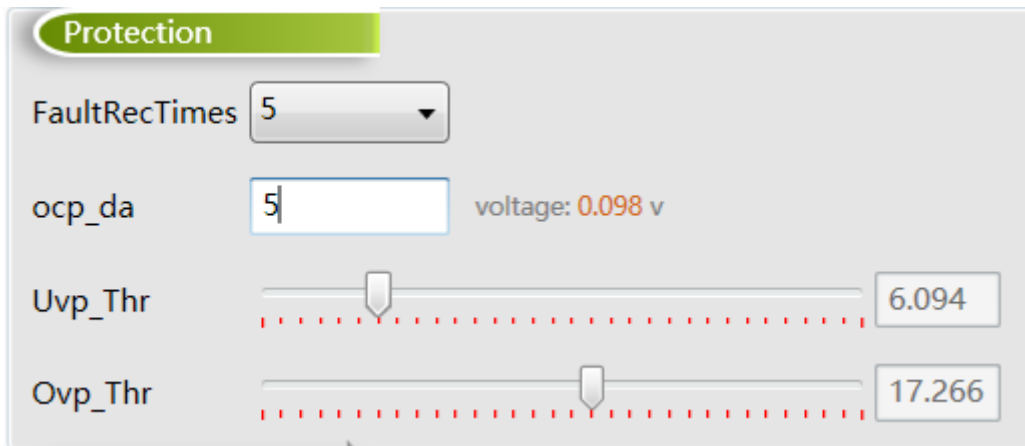 Protection
FaultRecTimes 5
ocp_da 5 voltage: 0.098 v
Uvp_Thr 6.094
Ovp_Thr 17.266